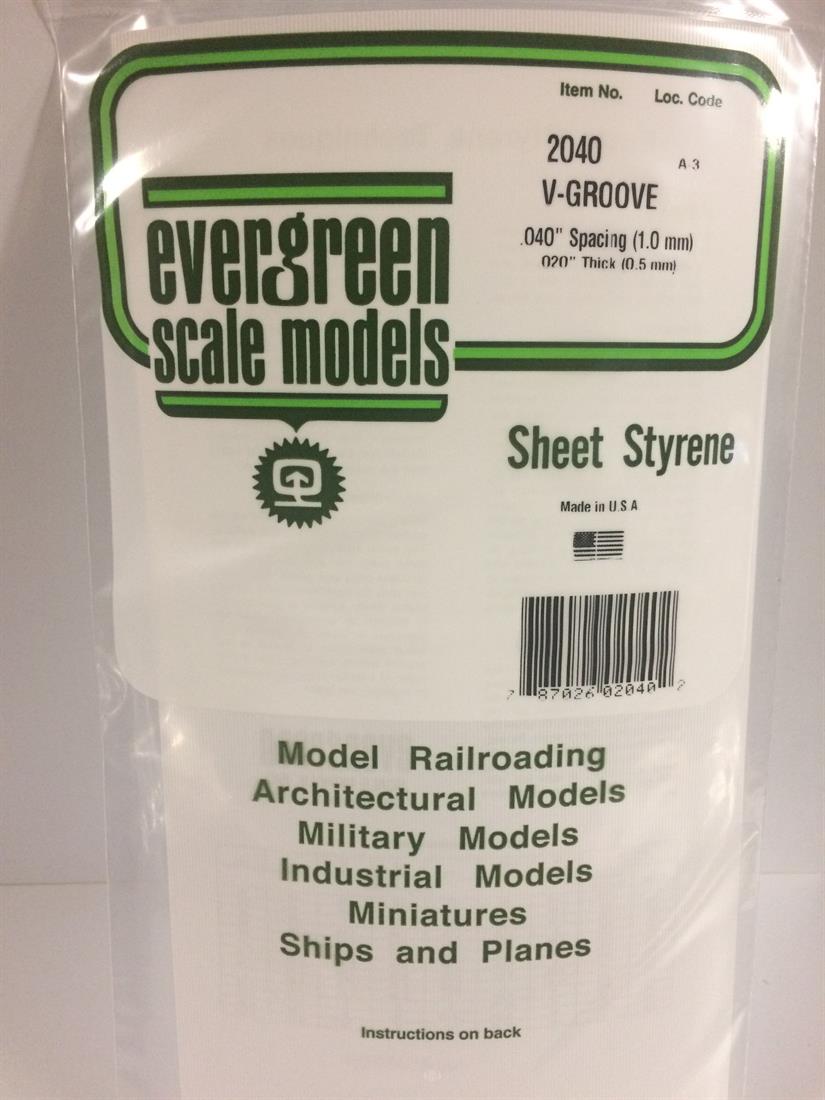 Item No. Loc. Code
2040 A 3
V-GROOVE
.040" Spacing (1.0 mm)
020" Thick (0.5 mm)
evergreen
scale models
Sheet Styrene
Made in U.S A
7 87026 02040 2
Model Railroading
Architectural Models
Military Models
Industrial Models
Miniatures
Ships and Planes
Instructions on back